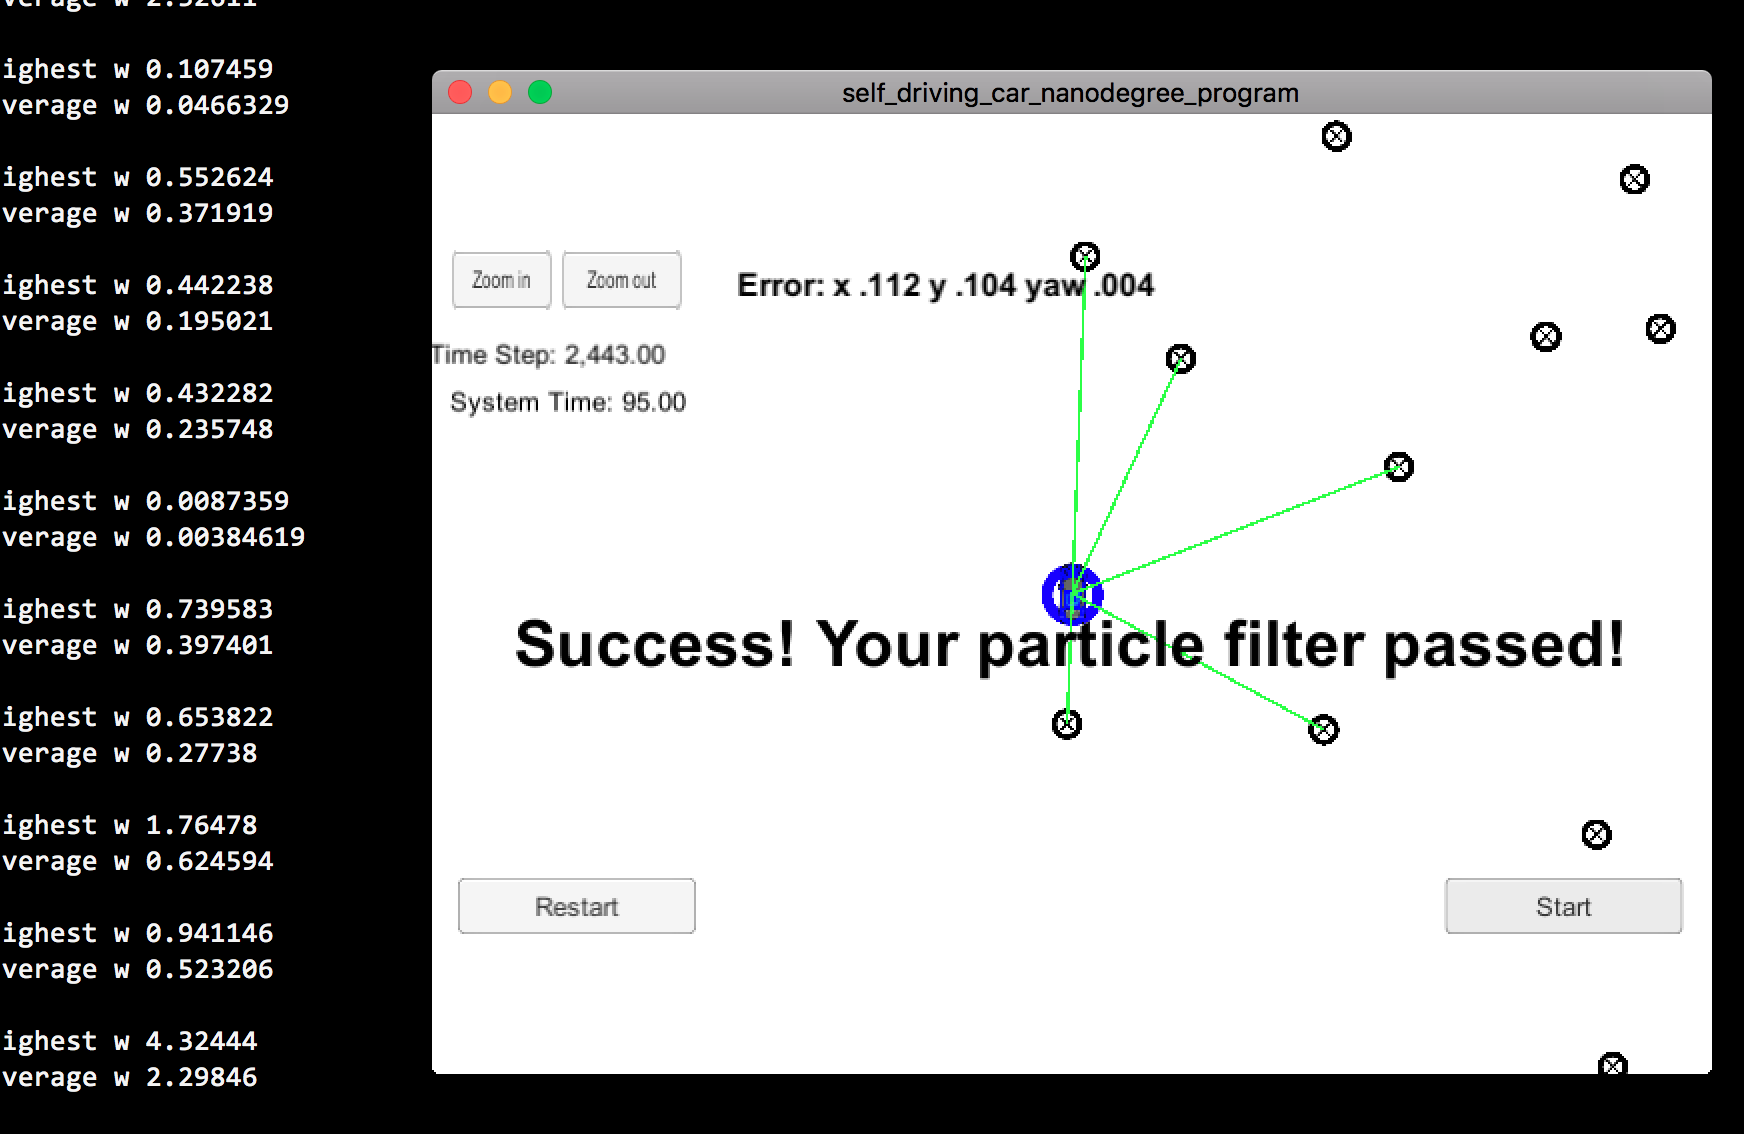 verage w 2.52611
ighest w 0.107459
verage w 0.0466329
ighest w 0.552624
verage w 0.371919
ighest w 0.442238
verage w 0.195021
ighest w 0.432282
verage w 0.235748
ighest w 0.0087359
verage w 0.00384619
ighest w 0.739583
verage w 0.397401
ighest w 0.653822
verage w 0.27738
ighest w 1.76478
verage w 0.624594
ighest w 0.941146
verage w 0.523206
ighest w 4.32444
verage w 2.29846
self_driving_car_nanodegree_program
Zoom in
Zoom out
Error: x .112 y .104 yaw .004
Time Step: 2,443.00
System Time: 95.00
Success! Your particle filter passed!
Restart
Start